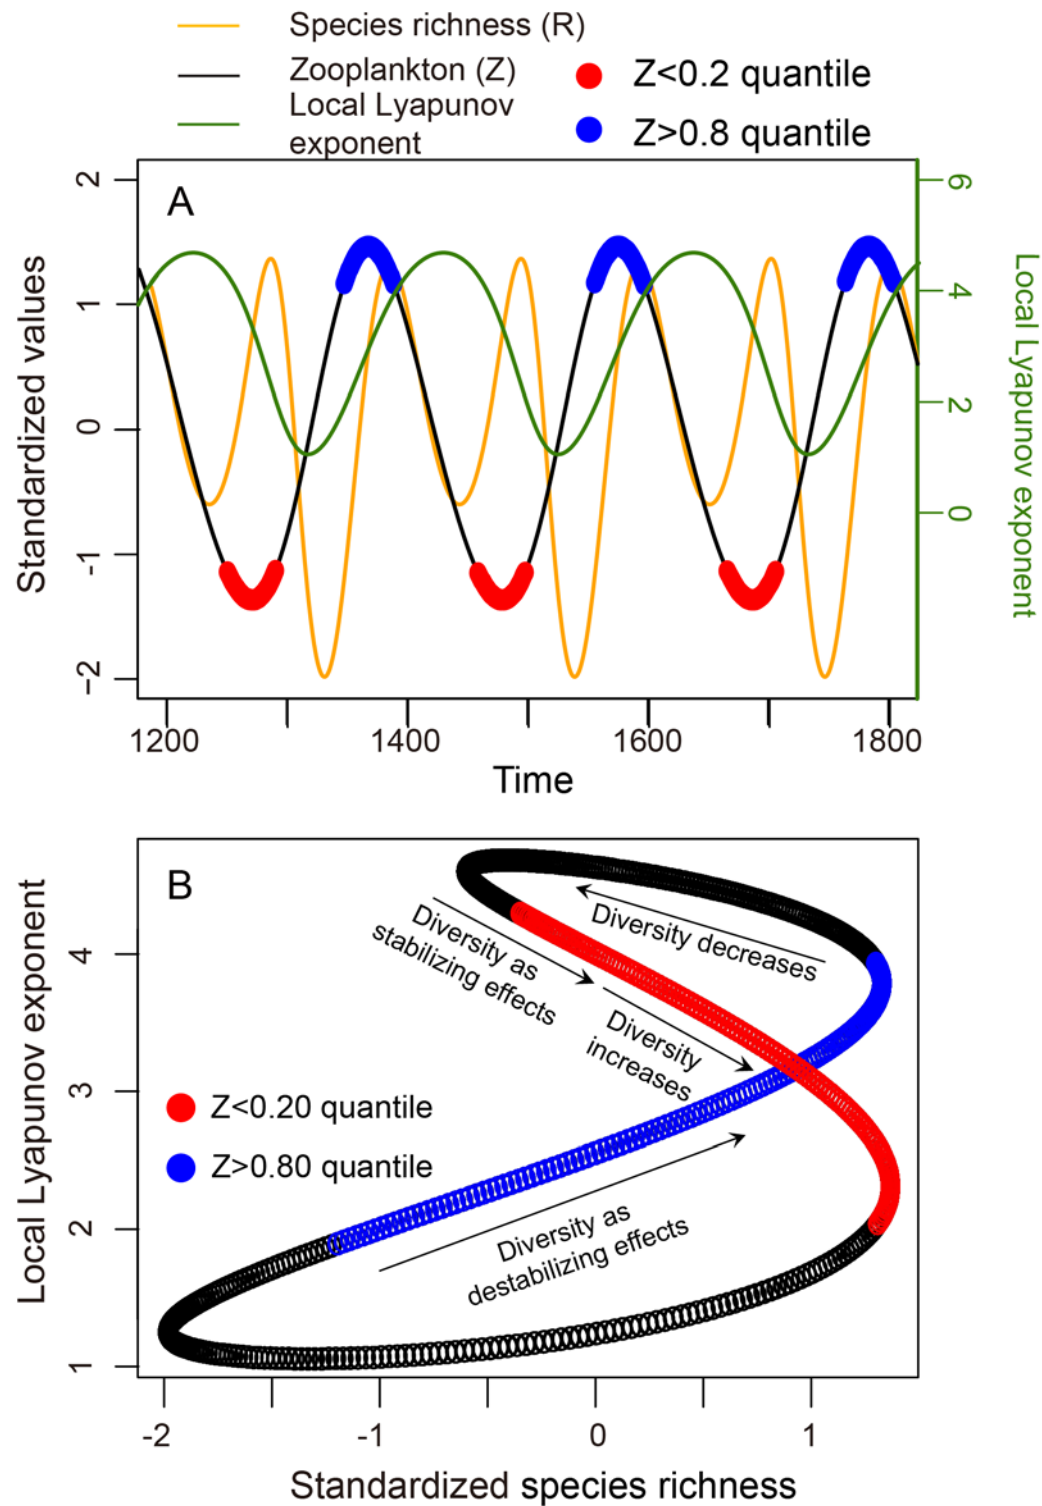 Species richness (R)
Zooplankton (Z)
Local Lyapunov
exponent
Z<0.2 quantile
Z>0.8 quantile
A
2
1
0
-1
-2
Standardized values
6
4
2
0
Local Lyapunov exponent
1200
1400
1600
1800
Time
B
Diversity as
stabilizing effects
Diversity decreases
Diversity
increases
Z<0.20 quantile
Z>0.80 quantile
Diversity as
destabilizing effects
4
3
2
1
Local Lyapunov exponent
-2
-1
0
1
Standardized species richness